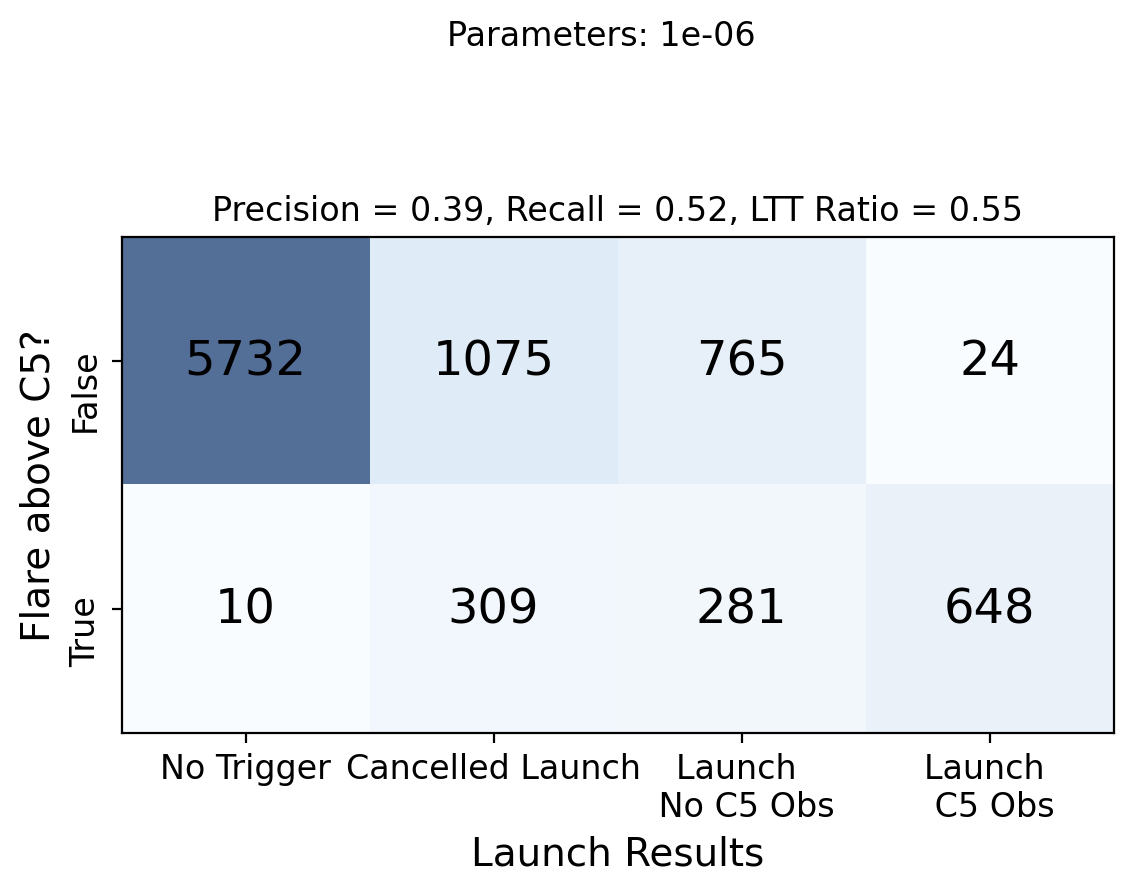 Parameters: 1e-06
Precision = 0.39, Recall = 0.52, LTT Ratio = 0.55
Flare above C5?
False
5732 1075 765 24
True
10 309 281 648
No Trigger Cancelled Launch Launch Launch
No C5 Obs C5 Obs
Launch Results